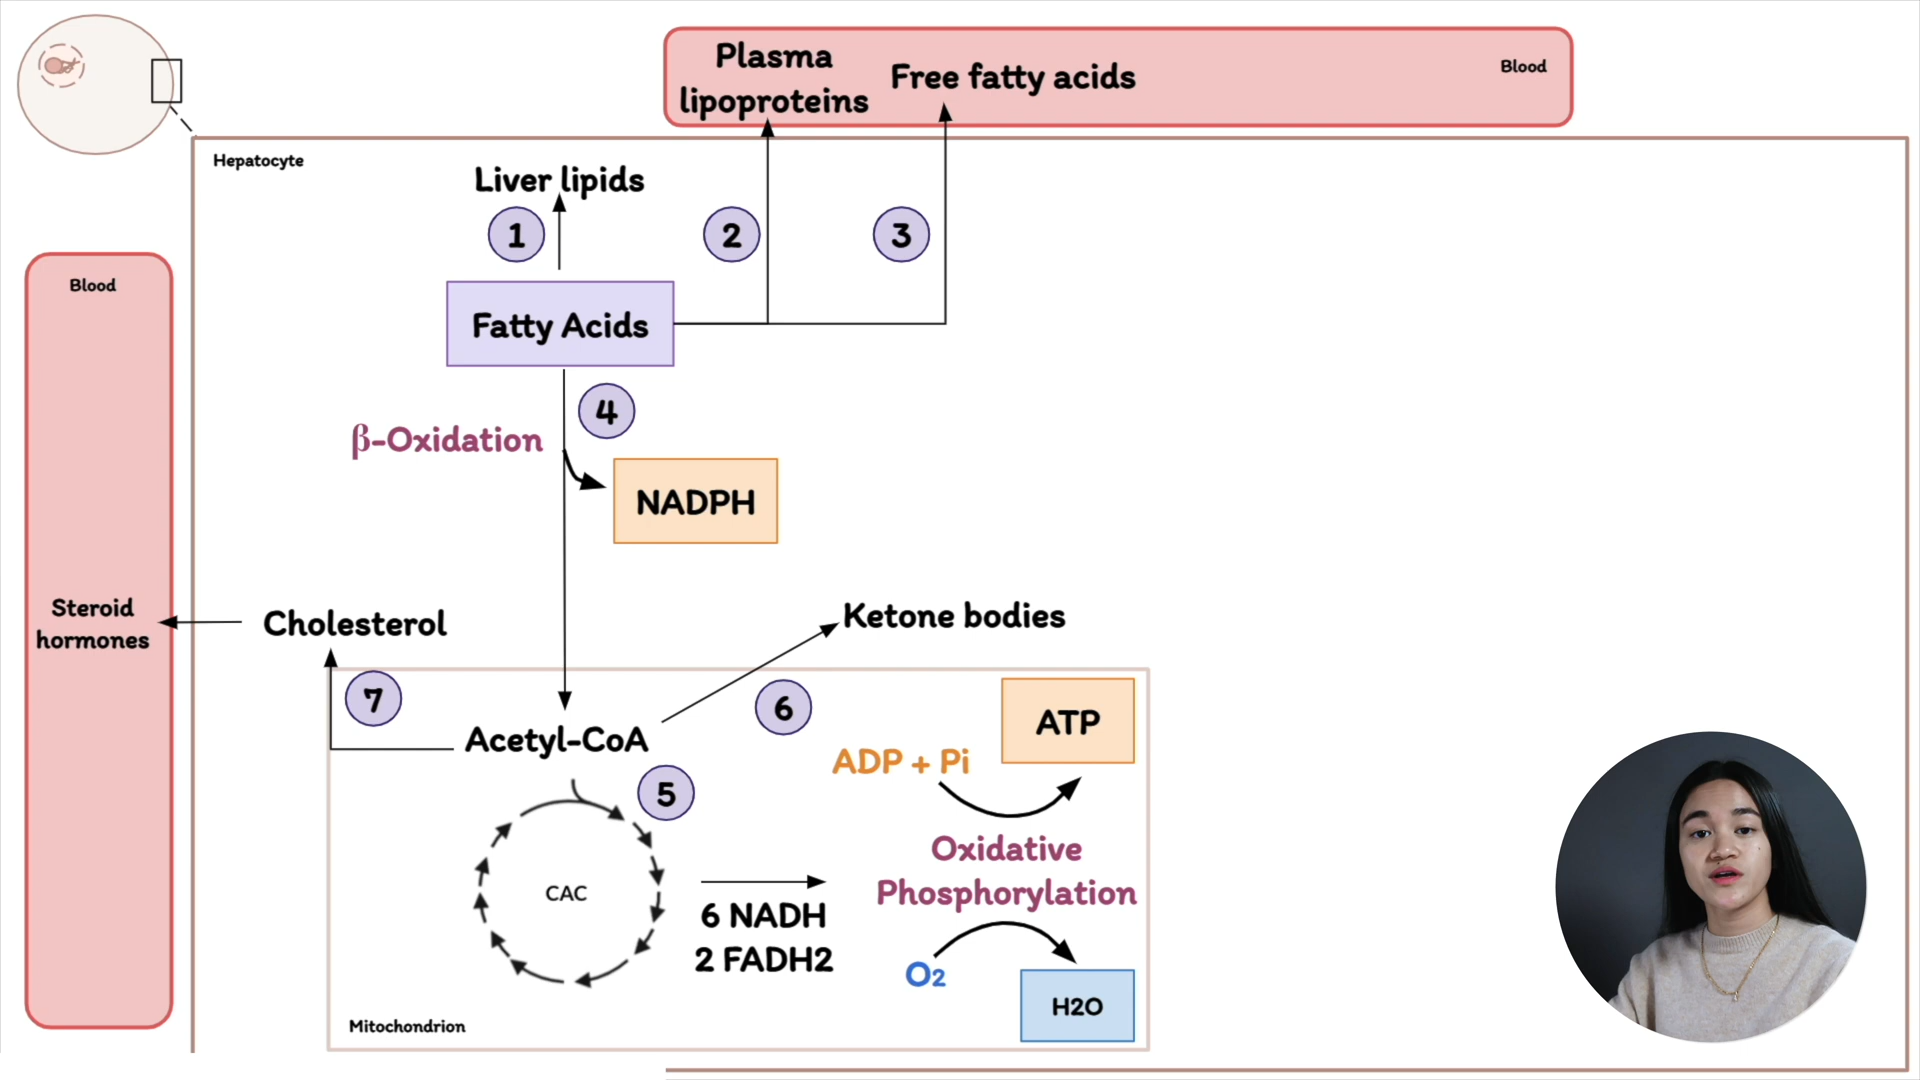 Plasma
lipoproteins
Free fatty acids
Blood
Hepatocyte
Liver lipids
1
2
3
Blood
Fatty Acids
4
β-Oxidation
NADPH
Steroid
hormones
Cholesterol
Ketone bodies
7
6
Acetyl-CoA
ATP
ADP + Pi
5
Oxidative
Phosphorylation
CAC
6 NADH
2 FADH2
O2
H2O
Mitochondrion